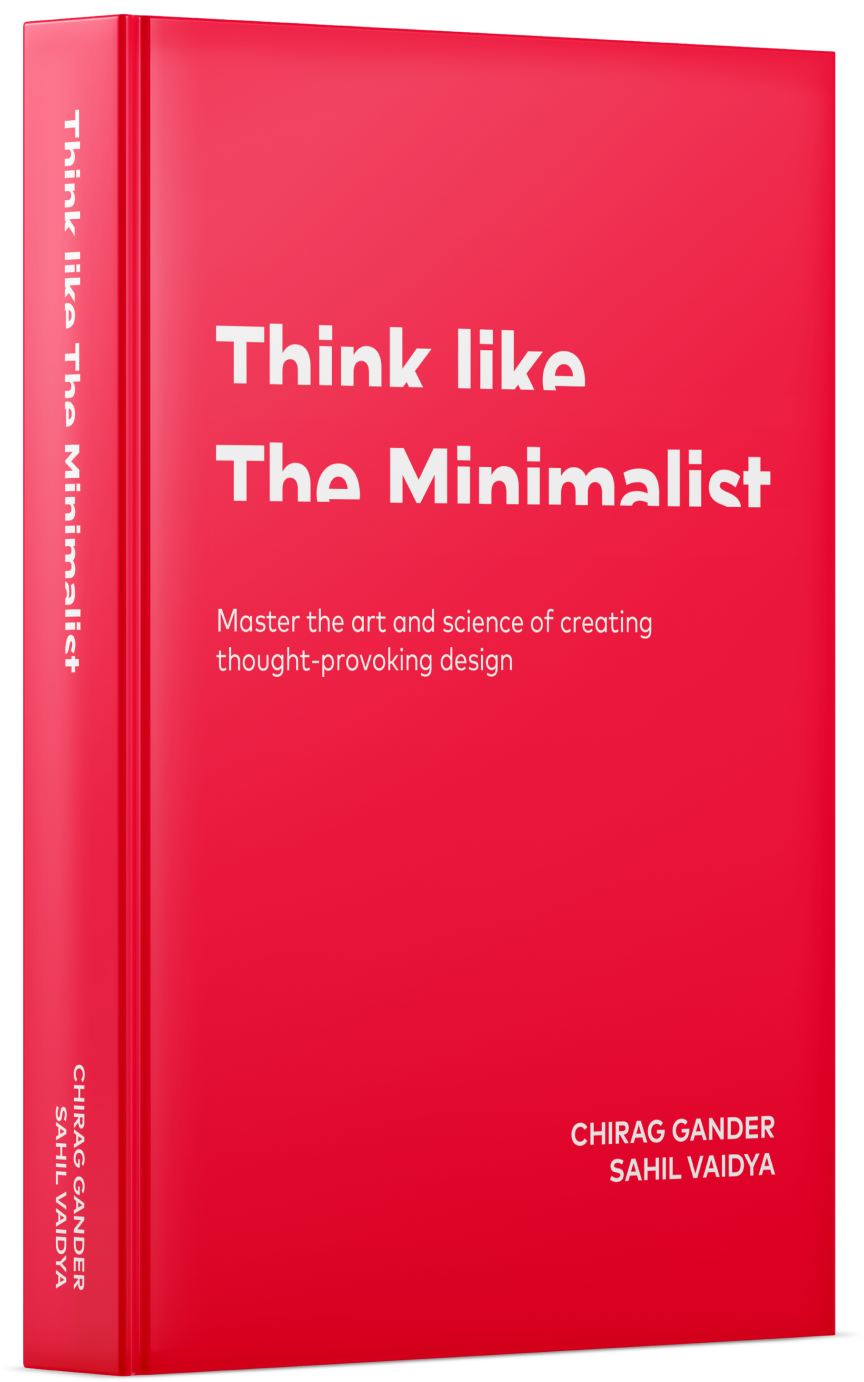 Think like The Minimalist
CHIRAG GANDER
SAHIL VAIDYA
Think like
The Minimalist
Master the art and science of creating
thought-provoking design
CHIRAG GANDER
SAHIL VAIDYA